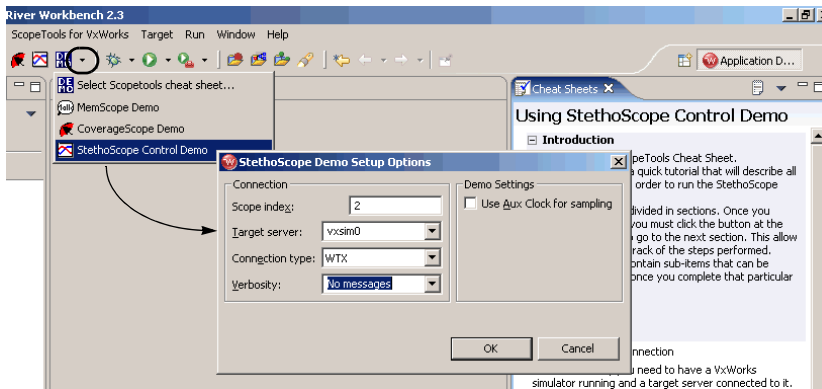 River Workbench 2.3
ScopeTools for VxWorks Target Run Window Help
Application D...
Select Scopetools cheat sheet...
MemScope Demo
CoverageScope Demo
StethoScope Control Demo
Cheat Sheets
Using StethoScope Control Demo
Introduction
peTools Cheat Sheet.
a quick tutorial that will describe all
order to run the StethoScope
divided in sections. Once you
you must click the button at the
go to the next section. This allow
rack of the steps performed.
ontain sub-items that can be
once you complete that particular
nnection
need to have a VxWorks
simulator running and a target server connected to it.
StethoScope Demo Setup Options
Connection
Scope index: 2
Target server: vxsim0
Connection type: WTX
Verbosity: No messages
Demo Settings
Use Aux Clock for sampling
OK Cancel